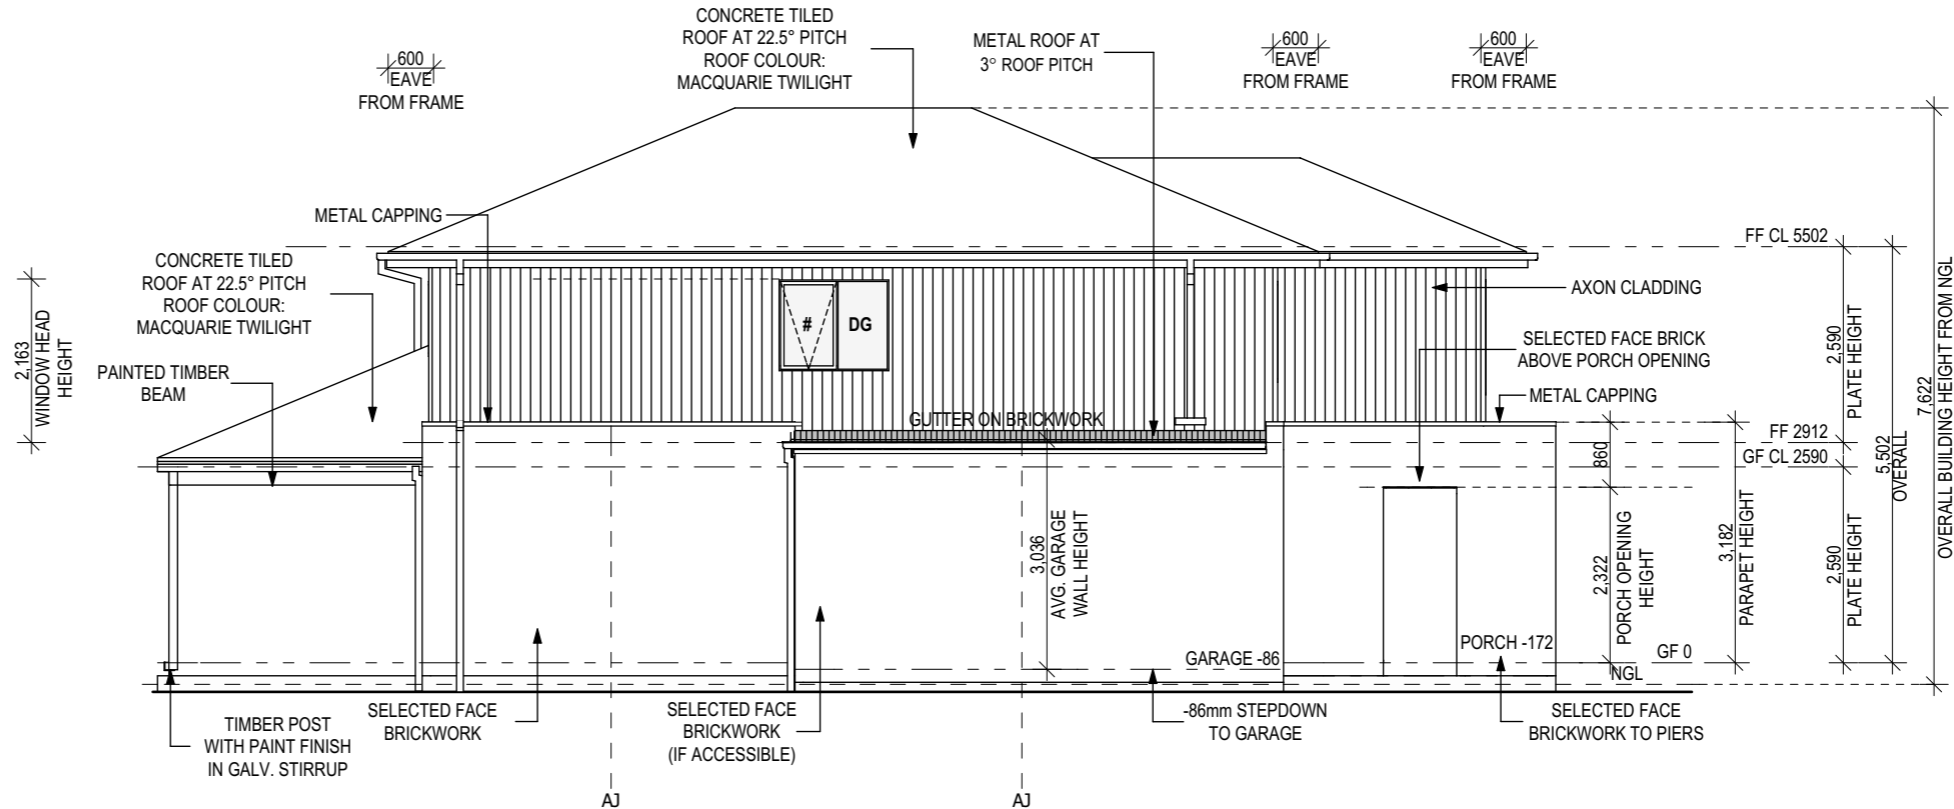 CONCRETE TILED
ROOF AT 22.5° PITCH
ROOF COLOUR:
MACQUARIE TWILIGHT
METAL ROOF AT
3° ROOF PITCH
600
EAVE
FROM FRAME
600
EAVE
FROM FRAME
600
EAVE
FROM FRAME
METAL CAPPING
CONCRETE TILED
ROOF AT 22.5° PITCH
ROOF COLOUR:
MACQUARIE TWILIGHT
2,163
WINDOW HEAD
HEIGHT
PAINTED TIMBER
BEAM
#
DG
GUTTER ON BRICKWORK
FF CL 5502
AXON CLADDING
SELECTED FACE BRICK
ABOVE PORCH OPENING
METAL CAPPING
FF 2912
GF CL 2590
860
2,322
PORCH OPENING
HEIGHT
3,182
PARAPET HEIGHT
2,590
PLATE HEIGHT
2,590
PLATE HEIGHT
5,502
OVERALL
7,622
OVERALL BUILDING HEIGHT FROM NGL
3,036
AVG. GARAGE
WALL HEIGHT
GARAGE -86
PORCH -172
GF 0
NGL
TIMBER POST
WITH PAINT FINISH
IN GALV. STIRRUP
SELECTED FACE
BRICKWORK
SELECTED FACE
BRICKWORK
(IF ACCESSIBLE)
-86mm STEPDOWN
TO GARAGE
SELECTED FACE
BRICKWORK TO PIERS
AJ
AJ